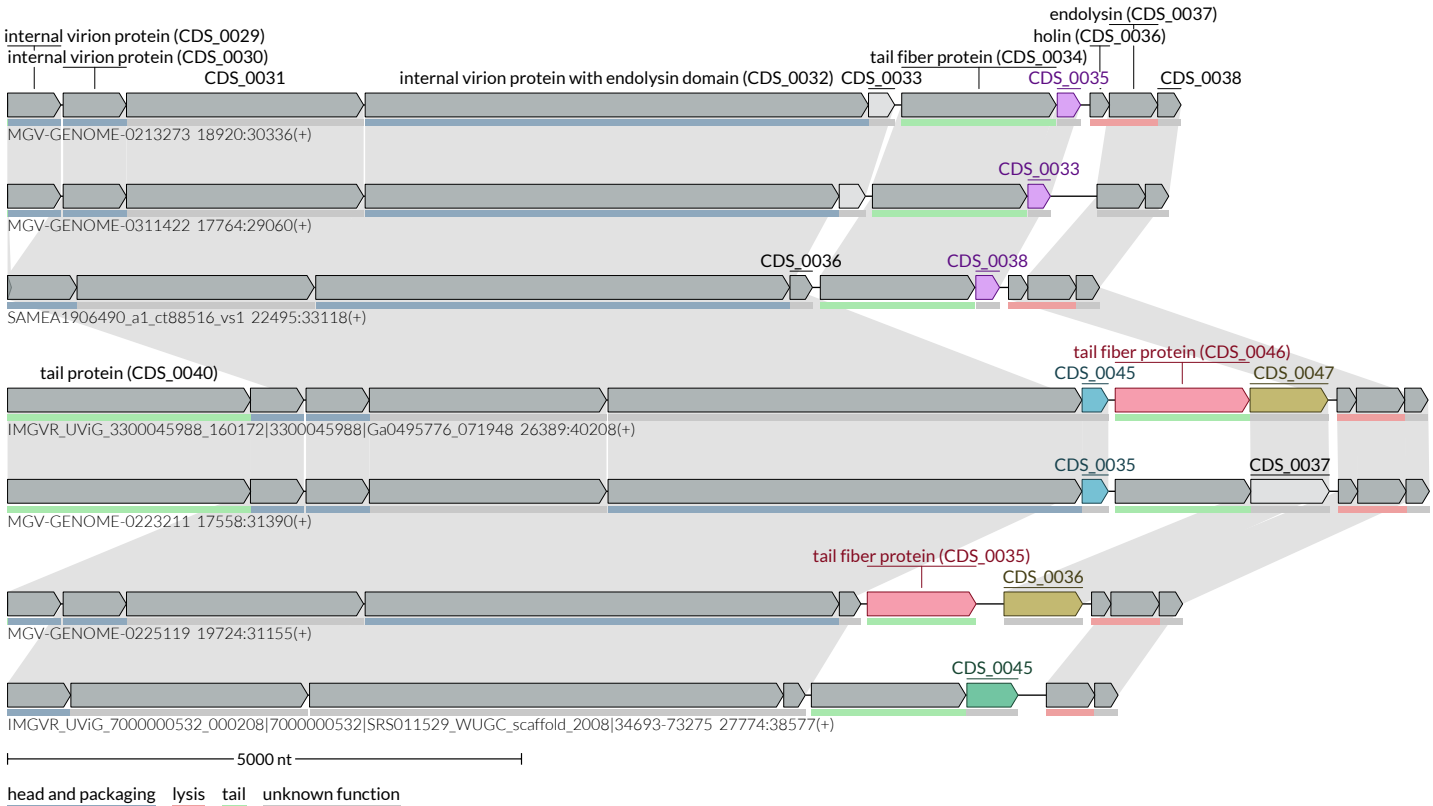 endolysin (CDS_0037)
internal virion protein (CDS_0029) holin (CDS_0036)
internal virion protein (CDS_0030) tail fiber protein (CDS_0034)
CDS_0031 internal virion protein with endolysin domain (CDS_0032) CDS_0033 CDS_0035 CDS_0038
MGV-GENOME-0213273 18920:30336(+)
CDS_0033
MGV-GENOME-0311422 17764:29060(+)
CDS_0036 CDS_0038
SAMEA1906490_a1_ct88516_vs1 22495:33118(+)
tail fiber protein (CDS_0046)
tail protein (CDS_0040) CDS_0045 CDS_0047
IMGVR_UViG_3300045988_160172|3300045988|Ga0495776_071948 26389:40208(+)
CDS_0035 CDS_0037
MGV-GENOME-0223211 17558:31390(+)
tail fiber protein (CDS_0035)
CDS_0036
MGV-GENOME-0225119 19724:31155(+)
CDS_0045
IMGVR_UViG_7000000532_000208|7000000532|SRS011529_WUGC_scaffold_2008|34693-73275 27774:38577(+)
5000 nt
head and packaging lysis tail unknown function